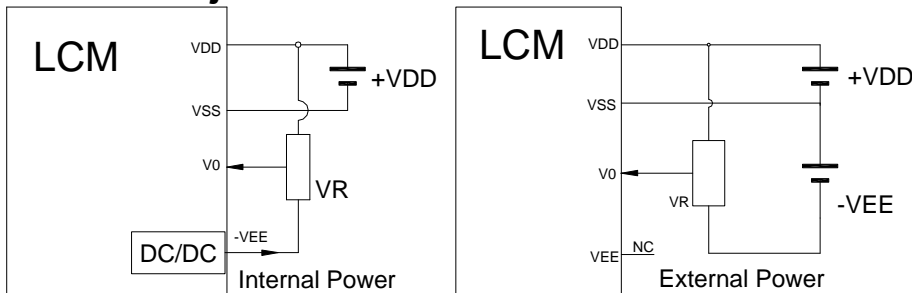 LCM
VDD
+VDD
VSS
V0
VR
-VEE
DC/DC
Internal Power
LCM
VDD
+VDD
VSS
V0
VR
-VEE
VEE
NC
External Power